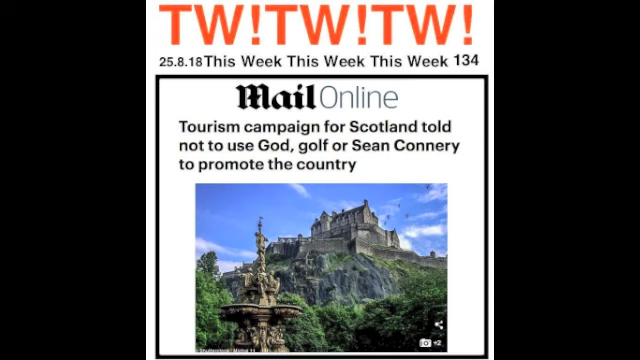 TW!TW!TW!
25.8.18 This Week This Week This Week 134
Mail Online
Tourism campaign for Scotland told
not to use God, golf or Sean Connery
to promote the country
+2